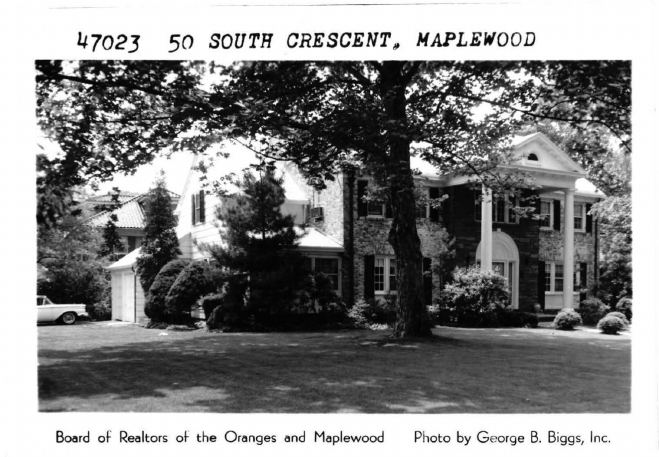 47023 50 SOUTH CRESCENT, MAPLEWOOD
Board of Realtors of the Oranges and Maplewood Photo by George B. Biggs, Inc.